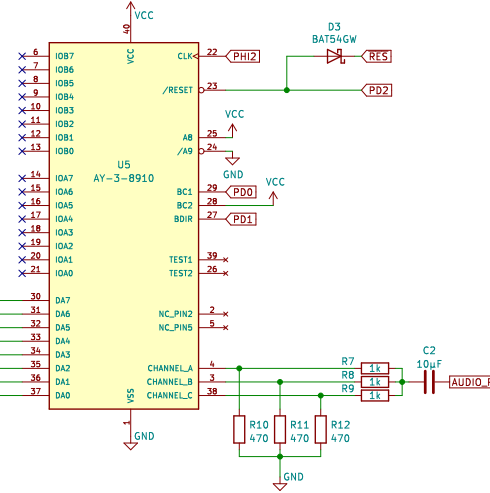 VCC
40
VCC
D3
BAT54GW
6 IOB7
CLK 22 PHI2
RES
7 IOB6
8 IOB5
9 IOB4
/RESET 23
PD2
10 IOB3
11 IOB2
12 IOB1
13 IOB0
VCC
A8 25
/A9 24
GND
U5
AY-3-8910
14 IOA7
15 IOA6
16 IOA5
17 IOA4
18 IOA3
19 IOA2
20 IOA1
21 IOA0
BC1 29 PD0
VCC
BC2 28
BDIR 27 PD1
TEST1 39
TEST2 26
30 DA7
31 DA6
32 DA5
33 DA4
34 DA3
35 DA2
36 DA1
37 DA0
NC_PIN2 2
NC_PIN5 5
CHANNEL_A 4
CHANNEL_B 3
CHANNEL_C 38
R7 1k
R8 1k
R9 1k
C2
10µF
AUDIO_
VSS
1
GND
R10
470
R11
470
R12
470
GND